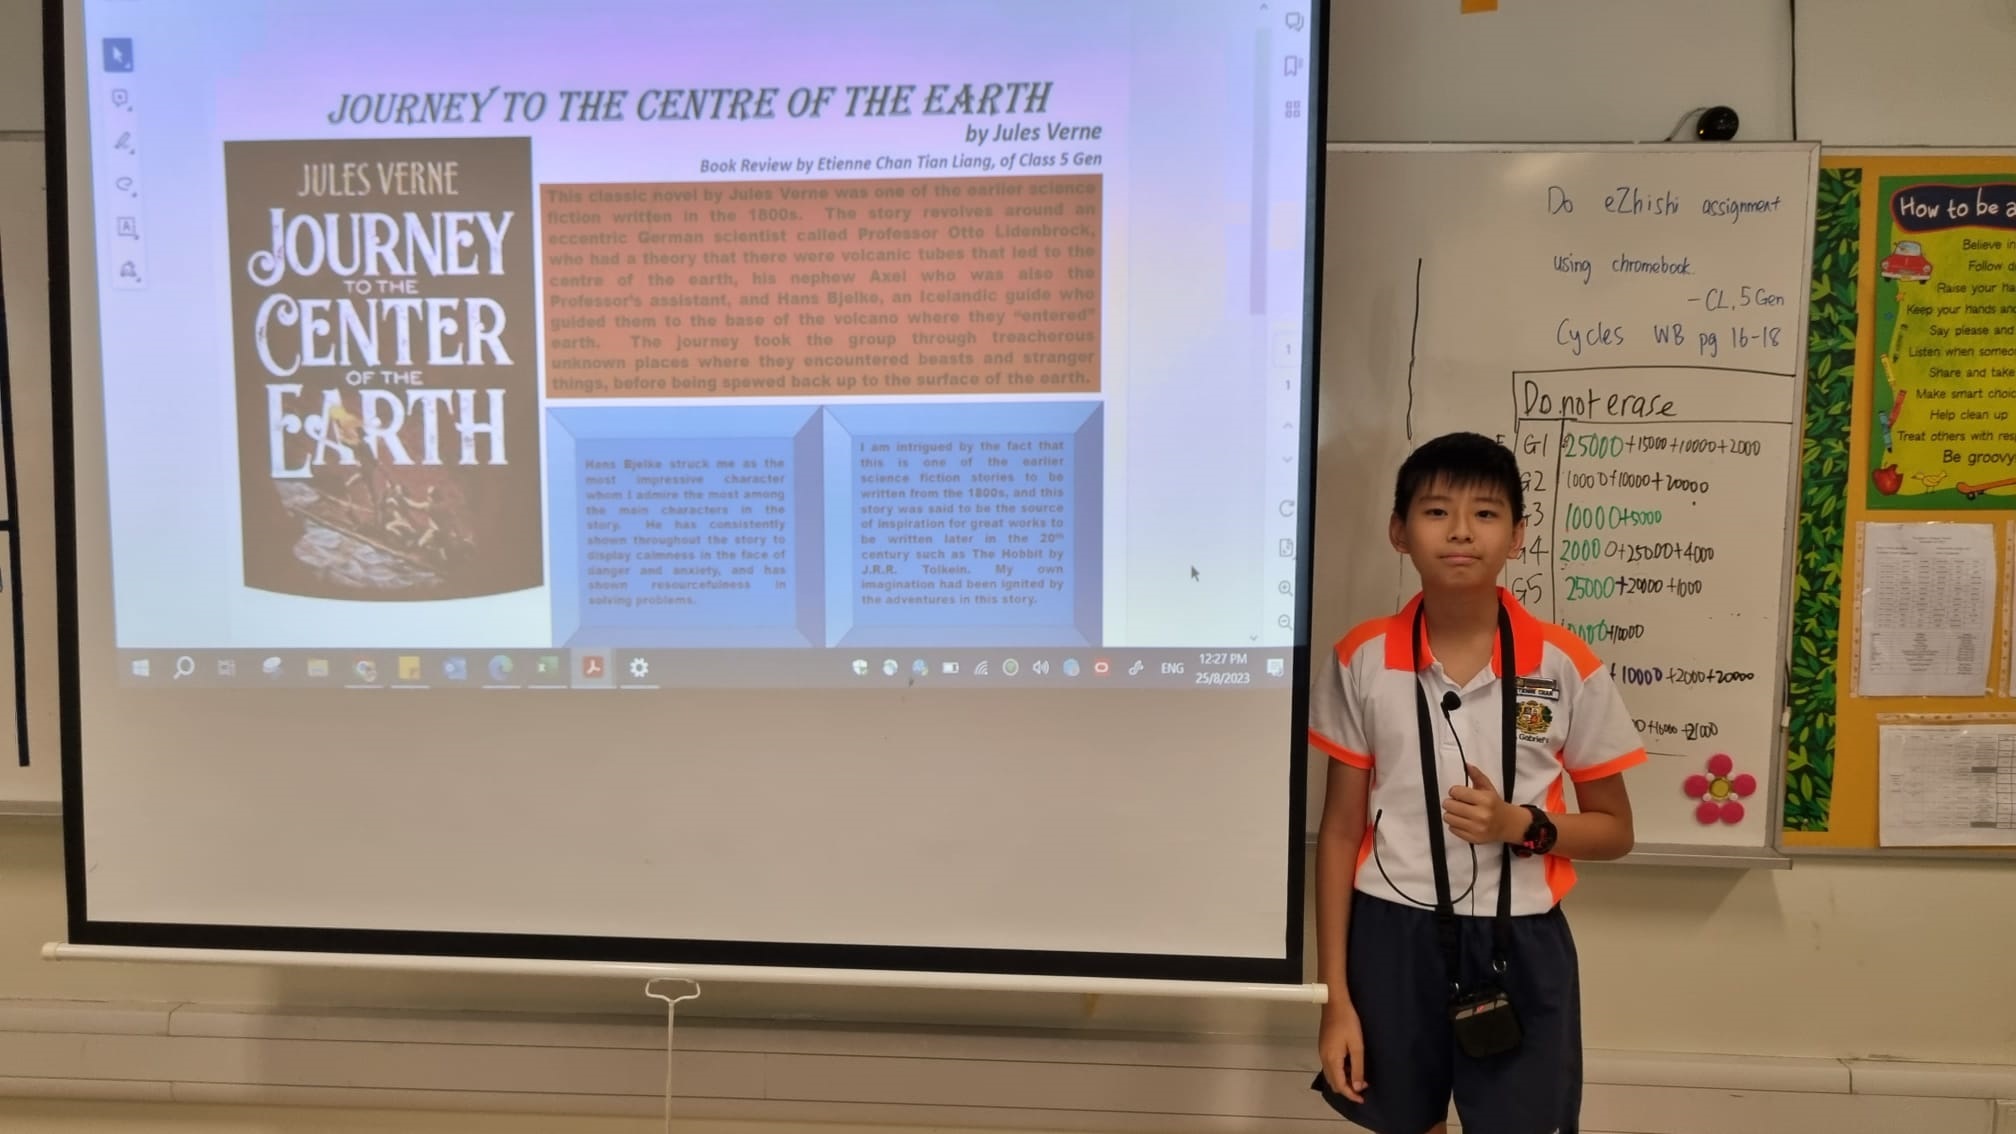 JOURNEY TO THE CENTRE OF THE EARTH
by Jules Verne
Book Review by Etienne Chan Tian Liang, of Class 5 Gen
JULES VERNE
JOURNEY
TO THE
CENTER
OF THE
EARTH
This classic novel by Jules Verne was one of the earlier science
fiction written in the 1800s. The story revolves around an
eccentric German scientist called Professor Otto Lidenbrock,
who had a theory that there were volcanic tubes that led to the
centre of the earth, his nephew Axel who was also the
Professor's assistant, and Hans Bjelke, an Icelandic guide who
guided them to the base of the volcano where they "entered"
earth. The journey took the group through treacherous
unknown places where they encountered beasts and stranger
things, before being spewed back up to the surface of the earth.
Hans Bjelke struck me as the
most impressive character
whom I admire the most among
the main characters in the
story. He has consistently
shown throughout the story to
display calmness in the face of
danger and anxiety, and has
shown resourcefulness in
solving problems.
I am intrigued by the fact that
this is one of the earlier
science fiction stories to be
written from the 1800s, and this
story was said to be the source
of inspiration for great works to
be written later in the 20th
century such as The Hobbit by
J.R.R. Tolkein. My own
imagination had been ignited by
the adventures in this story.
1
1
ENG
12:27 PM
25/8/2023
Do eZhishi assignment
using chromebook.
- CL, 5 Gen
Cycles WB pg 16-18
Do not erase
G1 25000+15000+10000+2000
G2 10000+10000+20000
G3 10000+5000
G4 20000+25000+4000
G5 25000+20000+1000
+10000
+10000+2000+20000
How to be a
Believe in
Follow
Raise your ha
Keep your hands and
Say please and
Listen when someo
Share and take
Make smart choic
Help clean up
Treat others with res
Be groovy
CHAN
Gabriel's